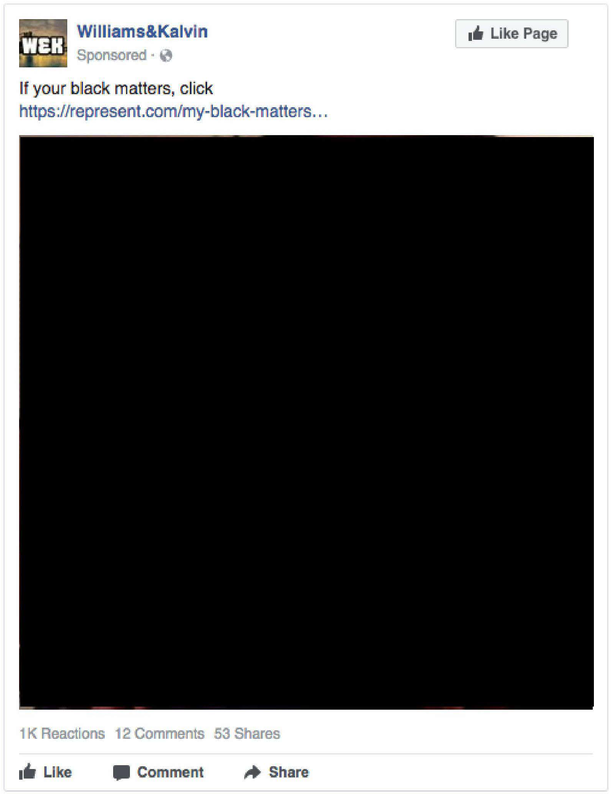 WEK
Williams&Kalvin
Sponsored ·
Like Page
If your black matters, click
https://represent.com/my-black-matters...
1K Reactions 12 Comments 53 Shares
Like Comment Share